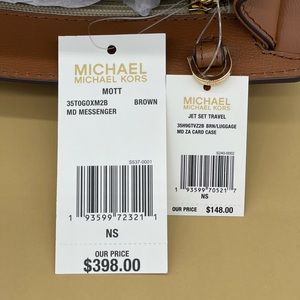 MICHAEL
MICHAEL KORS
MOTT
35T0GOXM2B BROWN
MD MESSENGER
S537-0001
1 93599 72321 1
NS
OUR PRICE
$398.00
MICHAEL
MICHAEL KORS
JET SET TRAVEL
35H9GTVZ2B BRN/LUGGAGE
MD ZA CARD CASE
1 93599 70521 7
NS
OUR PRICE
$148.00